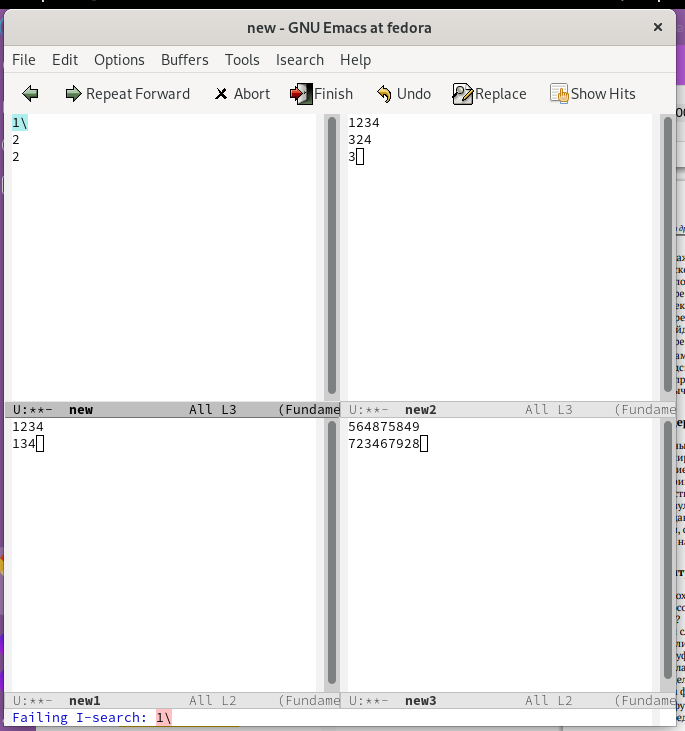 new - GNU Emacs at fedora
File Edit Options Buffers Tools Isearch Help
Repeat Forward Abort Finish Undo Replace Show Hits
1\
2
2
1234
324
3
U:**- new All L3 (Fundame
U:**- new2 All L3 (Fundame
1234
134
564875849
723467928
U:**- new1 All L2 (Fundame
U:**- new3 All L2 (Fundame
Failing I-search: 1\